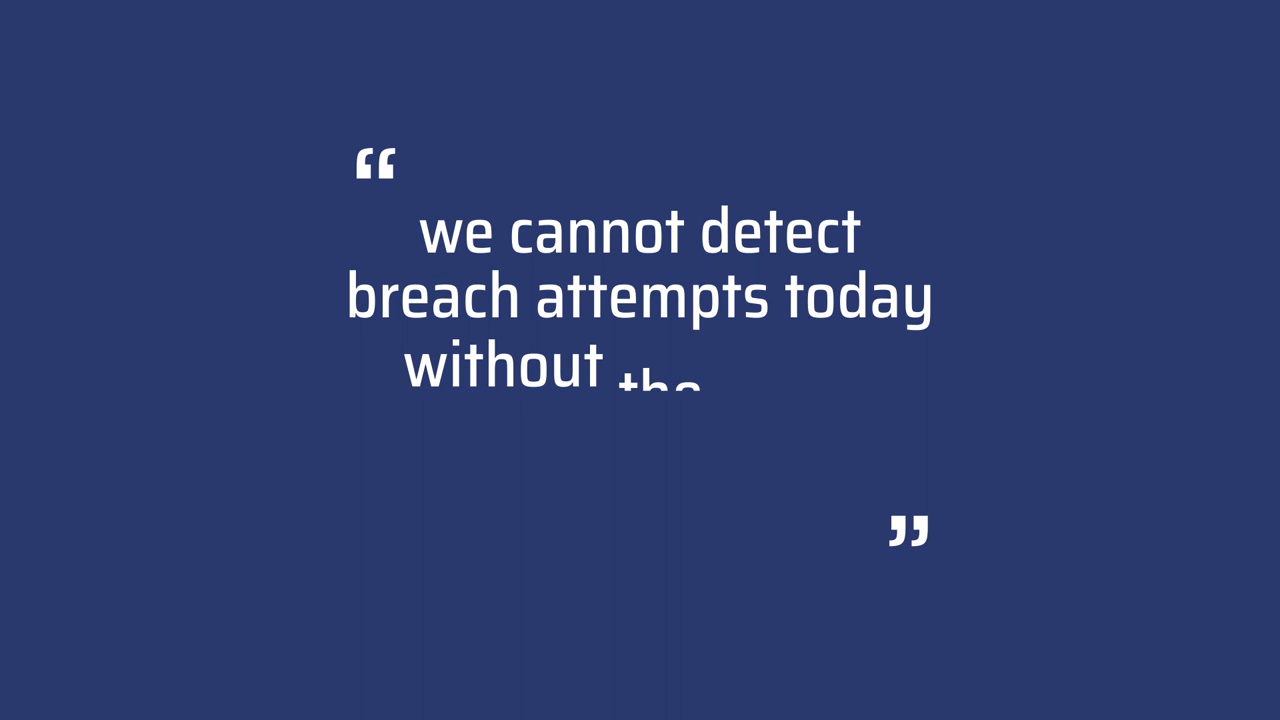 “
we cannot detect
breach attempts today
without the
”